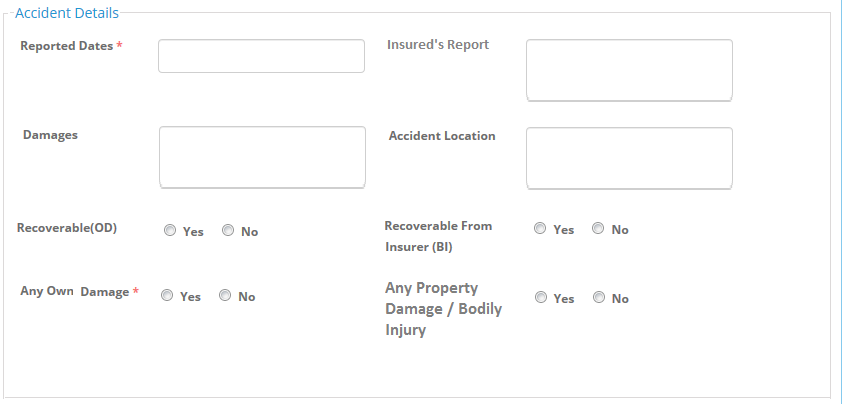 Accident Details
Reported Dates *
Insured's Report
Damages
Accident Location
Recoverable(OD)
Yes
No
Recoverable From
Insurer (BI)
Yes
No
Any Own Damage *
Yes
No
Any Property
Damage / Bodily
Injury
Yes
No